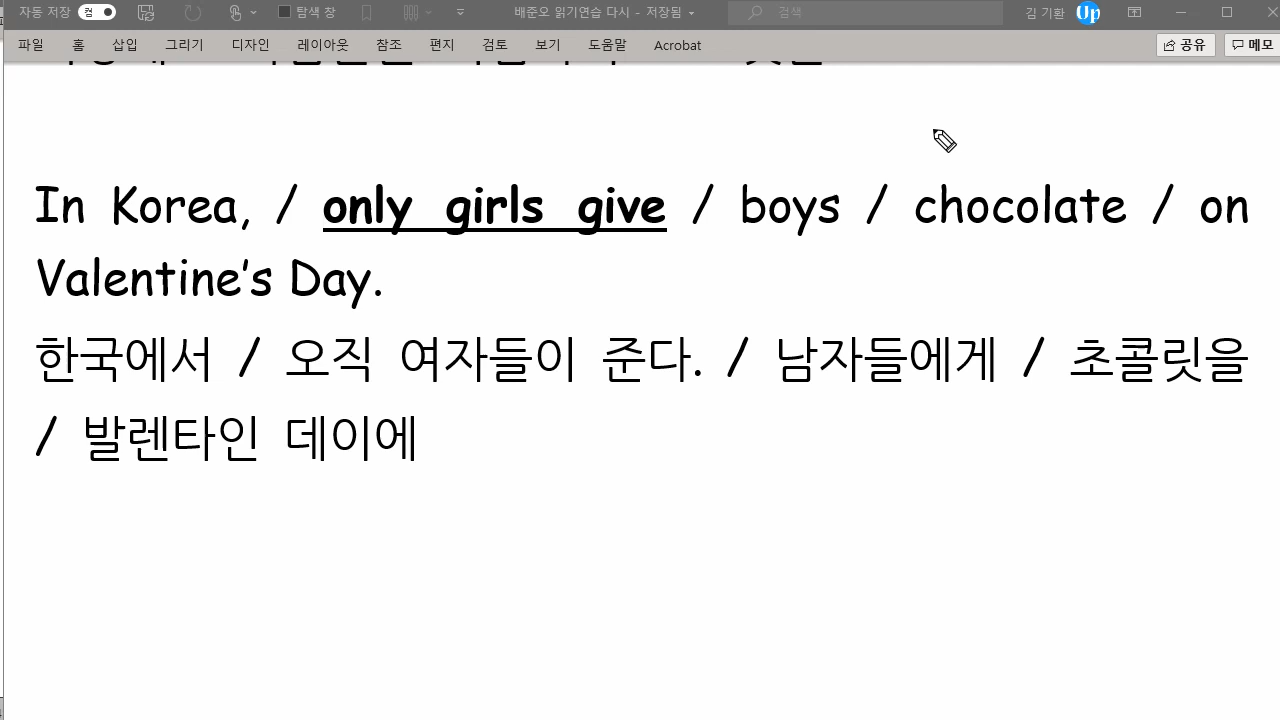 자동 저장 컴 탐색 창 배준오 읽기연습 다시 - 저장됨 검색 김 기환 Up
파일 홈 삽입 그리기 디자인 레이아웃 참조 편지 검토 보기 도움말 Acrobat 공유 메모
In Korea, / only girls give / boys / chocolate / on
Valentine's Day.
한국에서 / 오직 여자들이 준다. / 남자들에게 / 초콜릿을
/ 발렌타인 데이에